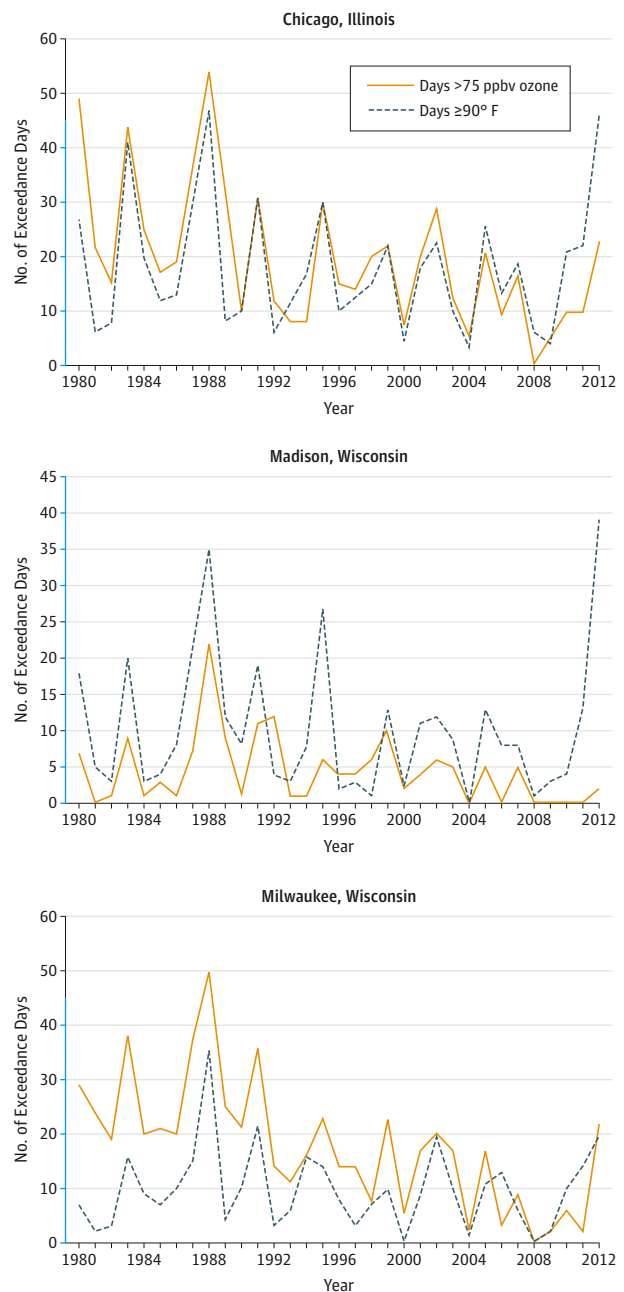 Chicago, Illinois
60
50
40
30
20
10
0
No. of Exceedance Days
Days >75 ppbv ozone
Days ≥90° F
1980 1984 1988 1992 1996 2000 2004 2008 2012
Year
Madison, Wisconsin
45
40
35
30
25
20
15
10
5
0
No. of Exceedance Days
1980 1984 1988 1992 1996 2000 2004 2008 2012
Year
Milwaukee, Wisconsin
60
50
40
30
20
10
0
No. of Exceedance Days
1980 1984 1988 1992 1996 2000 2004 2008 2012
Year